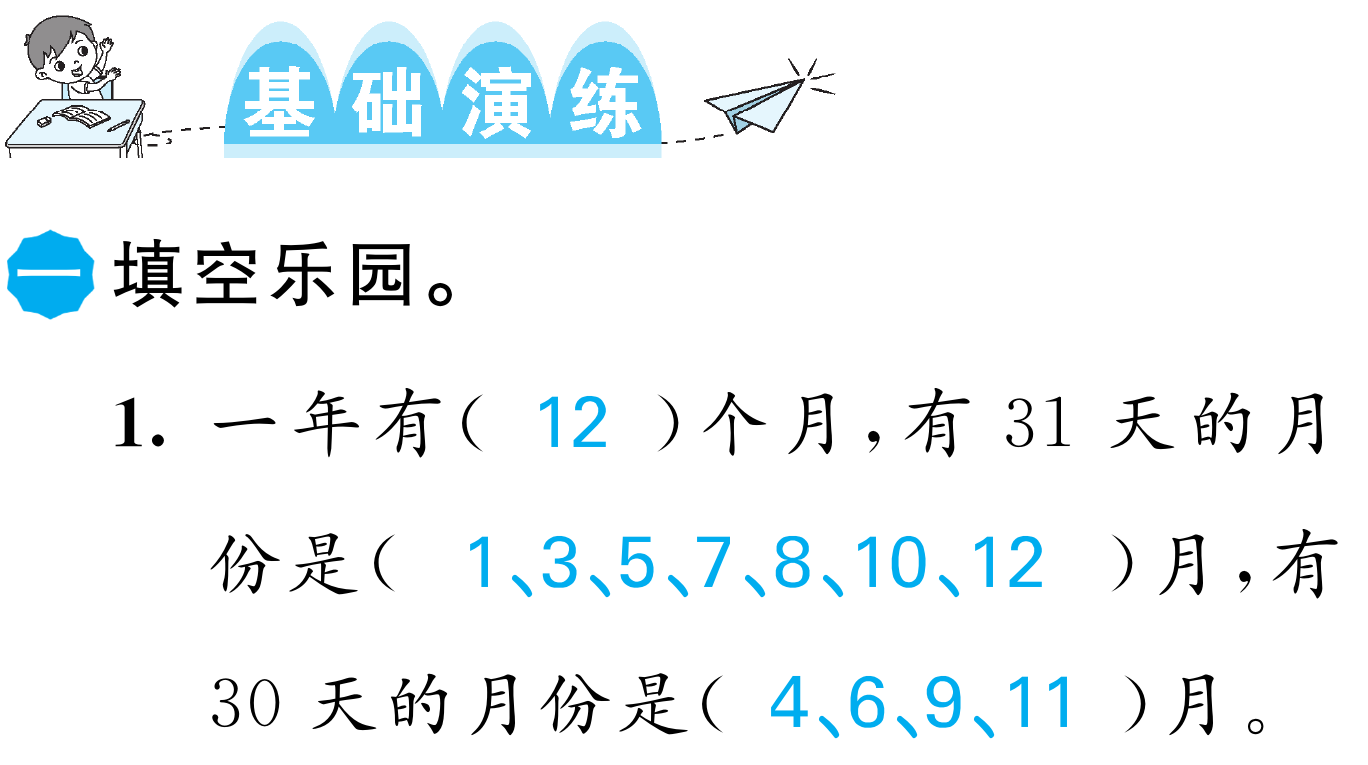 基础演练
一 填空乐园。
1. 一年有( 12 )个月,有 31 天的月
份是( 1、3、5、7、8、10、12 )月,有
30 天的月份是( 4、6、9、11 )月。